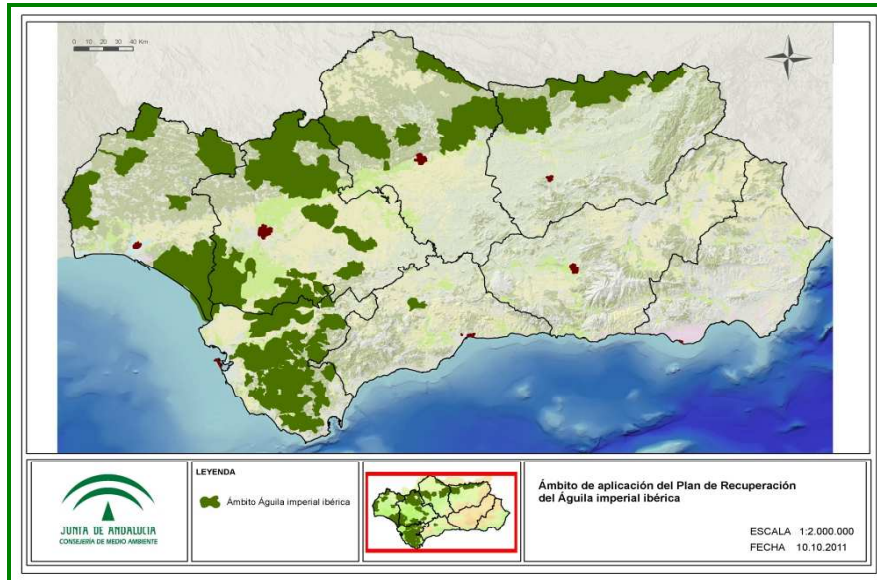 0 10 20 30 40 Km
JUNTA DE ANDALUCIA
CONSEJERÍA DE MEDIO AMBIENTE
LEYENDA
Ámbito Águila imperial ibérica
Ámbito de aplicación del Plan de Recuperación
del Águila imperial ibérica
ESCALA 1:2.000.000
FECHA 10.10.2011